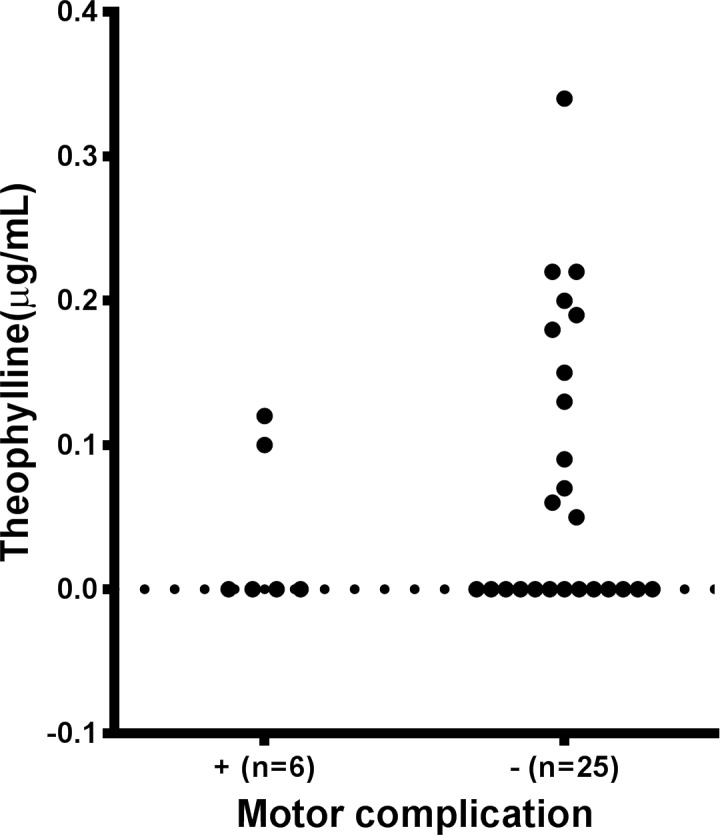 0.4
0.3
0.2
0.1
0.0
-0.1
Theophylline(μg/mL)
+ (n=6)
- (n=25)
Motor complication